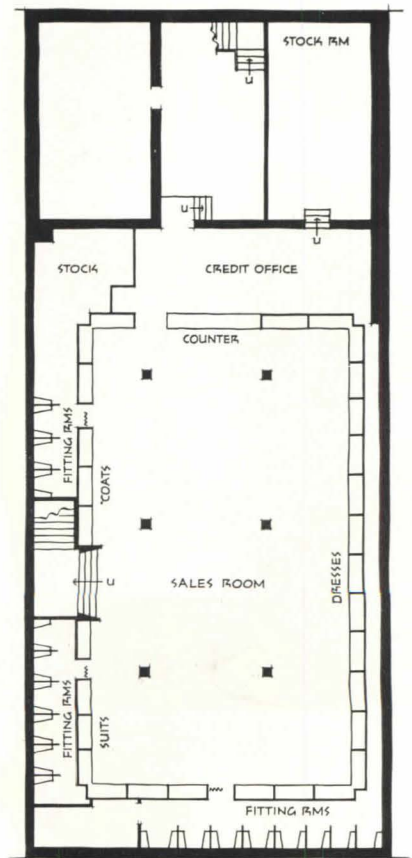 STOCK RM
U
U
U
STOCK
CREDIT OFFICE
COUNTER
FITTING RMS
COATS
U
SALES ROOM
DRESSES
FITTING RMS
SUITS
FITTING RMS